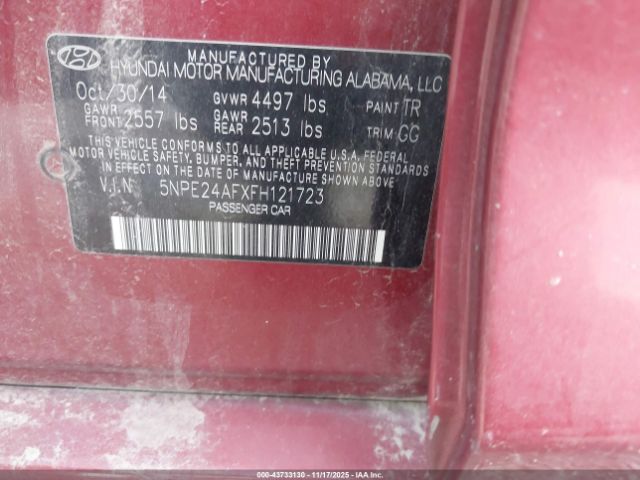 MANUFACTURED BY
HYUNDAI MOTOR MANUFACTURING ALABAMA, LLC
Oct/30/14 GVWR 4497 lbs PAINT TR
GAWR FRONT 2557 lbs GAWR REAR 2513 lbs TRIM GG
THIS VEHICLE CONFORMS TO ALL APPLICABLE U.S.A. FEDERAL
MOTOR VEHICLE SAFETY, BUMPER, AND THEFT PREVENTION STANDARDS
IN EFFECT ON THE DATE OF MANUFACTURE SHOWN ABOVE.
V.I.N 5NPE24AFXFH121723
PASSENGER CAR
000-43733130 - 11/17/2025 - WWW.IAAI.COM